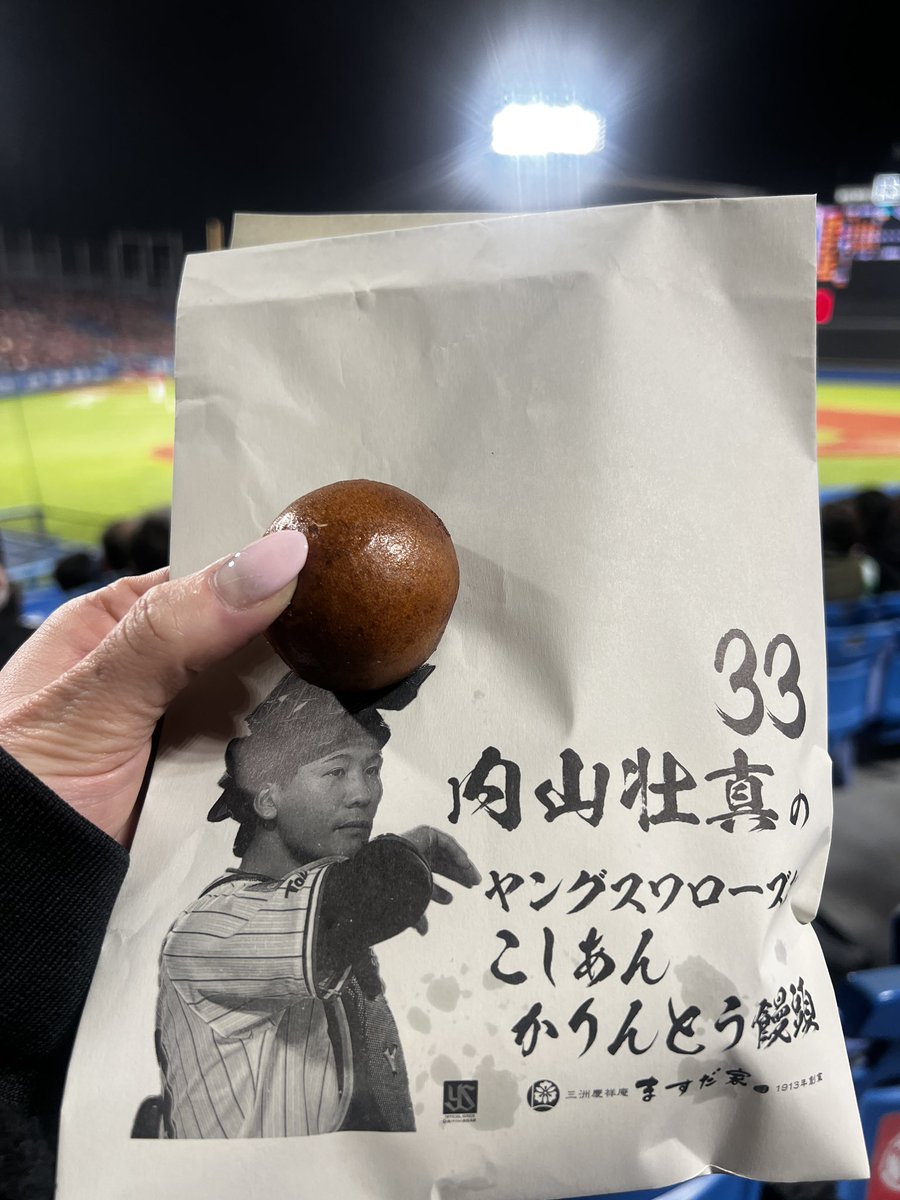 33
内山壮真の
ヤングスワローズ
こしあん
かりんとう饅頭
YS
三洲慶祥庵 ますだ家 1913年創業